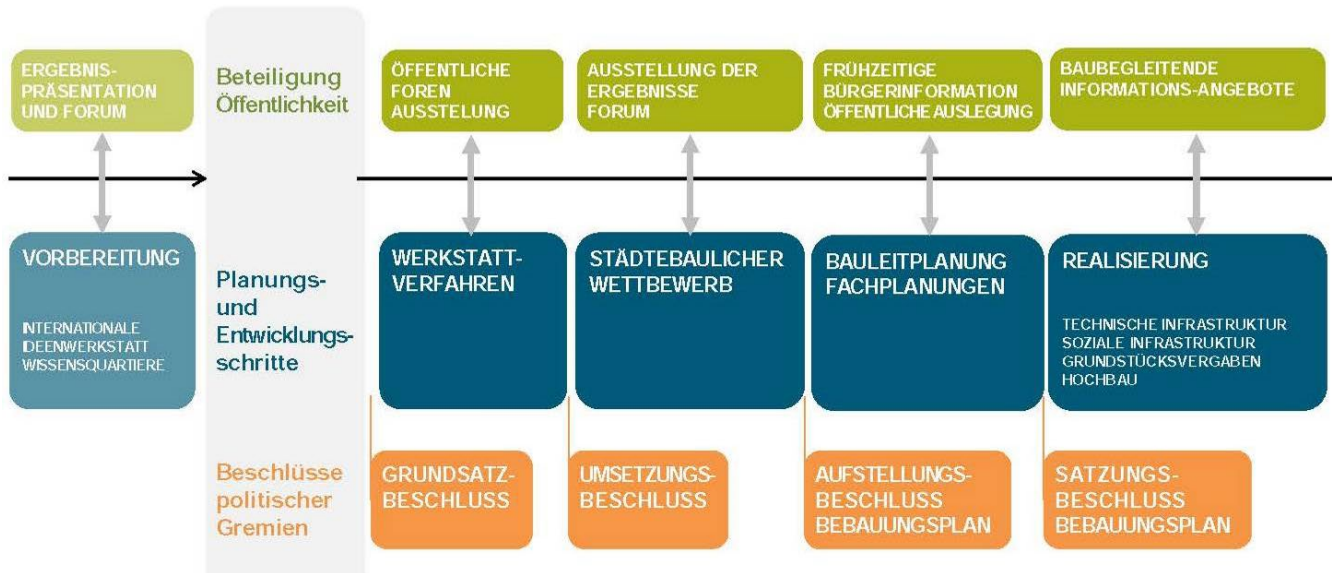 ERGEBNIS-
PRÄSENTATION
UND FORUM
Beteiligung
Öffentlichkeit
ÖFFENTLICHE
FOREN
AUSSTELUNG
AUSSTELLUNG DER
ERGEBNISSE
FORUM
FRÜHZEITIGE
BÜRGERINFORMATION
ÖFFENTLICHE AUSLEGUNG
BAUBEGLEITENDE
INFORMATIONS-ANGEBOTE
VORBEREITUNG
INTERNATIONALE
IDEENWERKSTATT
WISSENSQUARTIERE
Planungs-
und
Entwicklungs-
schritte
WERKSTATT-
VERFAHREN
STÄDTEBAULICHER
WETTBEWERB
BAULEITPLANUNG
FACHPLANUNGEN
REALISIERUNG
TECHNISCHE INFRASTRUKTUR
SOZIALE INFRASTRUKTUR
GRUNDSTÜCKSVERGABEN
HOCHBAU
Beschlüsse
politischer
Gremien
GRUNDSATZ-
BESCHLUSS
UMSETZUNGS-
BESCHLUSS
AUFSTELLUNGS-
BESCHLUSS
BEBAUUNGSPLAN
SATZUNGS-
BESCHLUSS
BEBAUUNGSPLAN